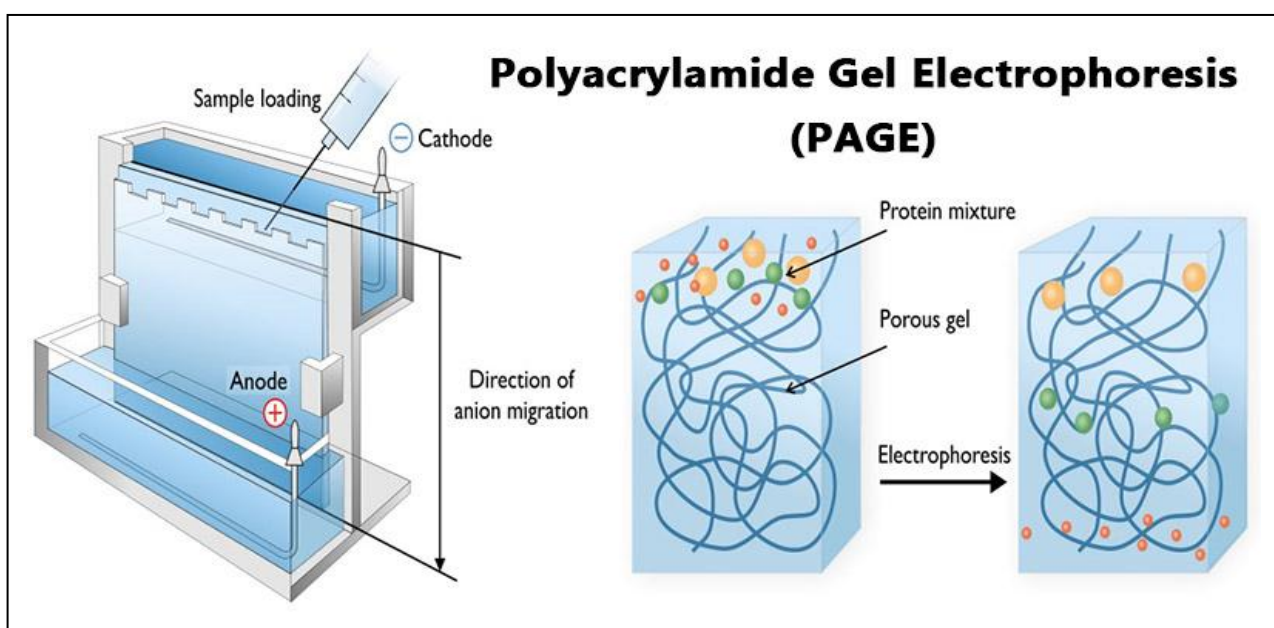 Polyacrylamide Gel Electrophoresis
(PAGE)
Sample loading
− Cathode
Anode
+
Direction of
anion migration
Protein mixture
Porous gel
Electrophoresis